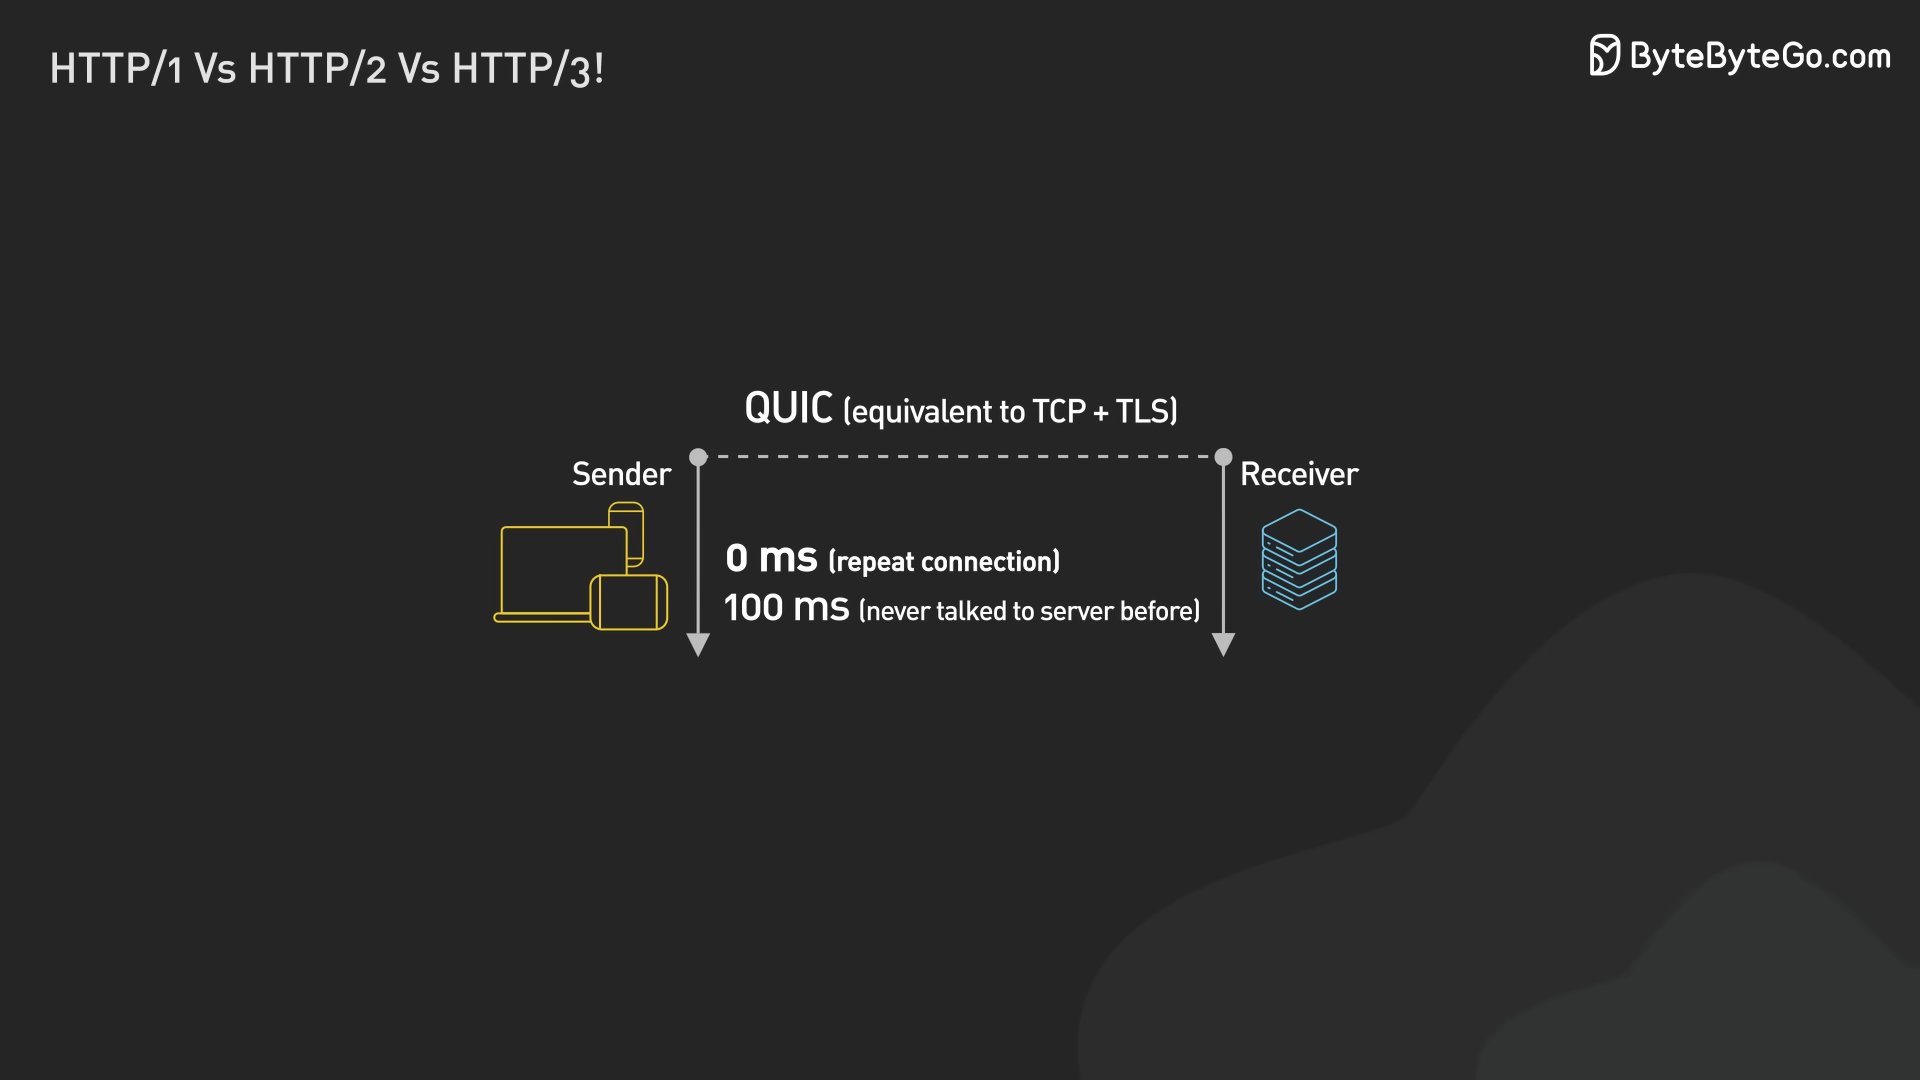 HTTP/1 Vs HTTP/2 Vs HTTP/3!
ByteByteGo.com
QUIC (equivalent to TCP + TLS)
Sender
Receiver
0 ms (repeat connection)
100 ms (never talked to server before)